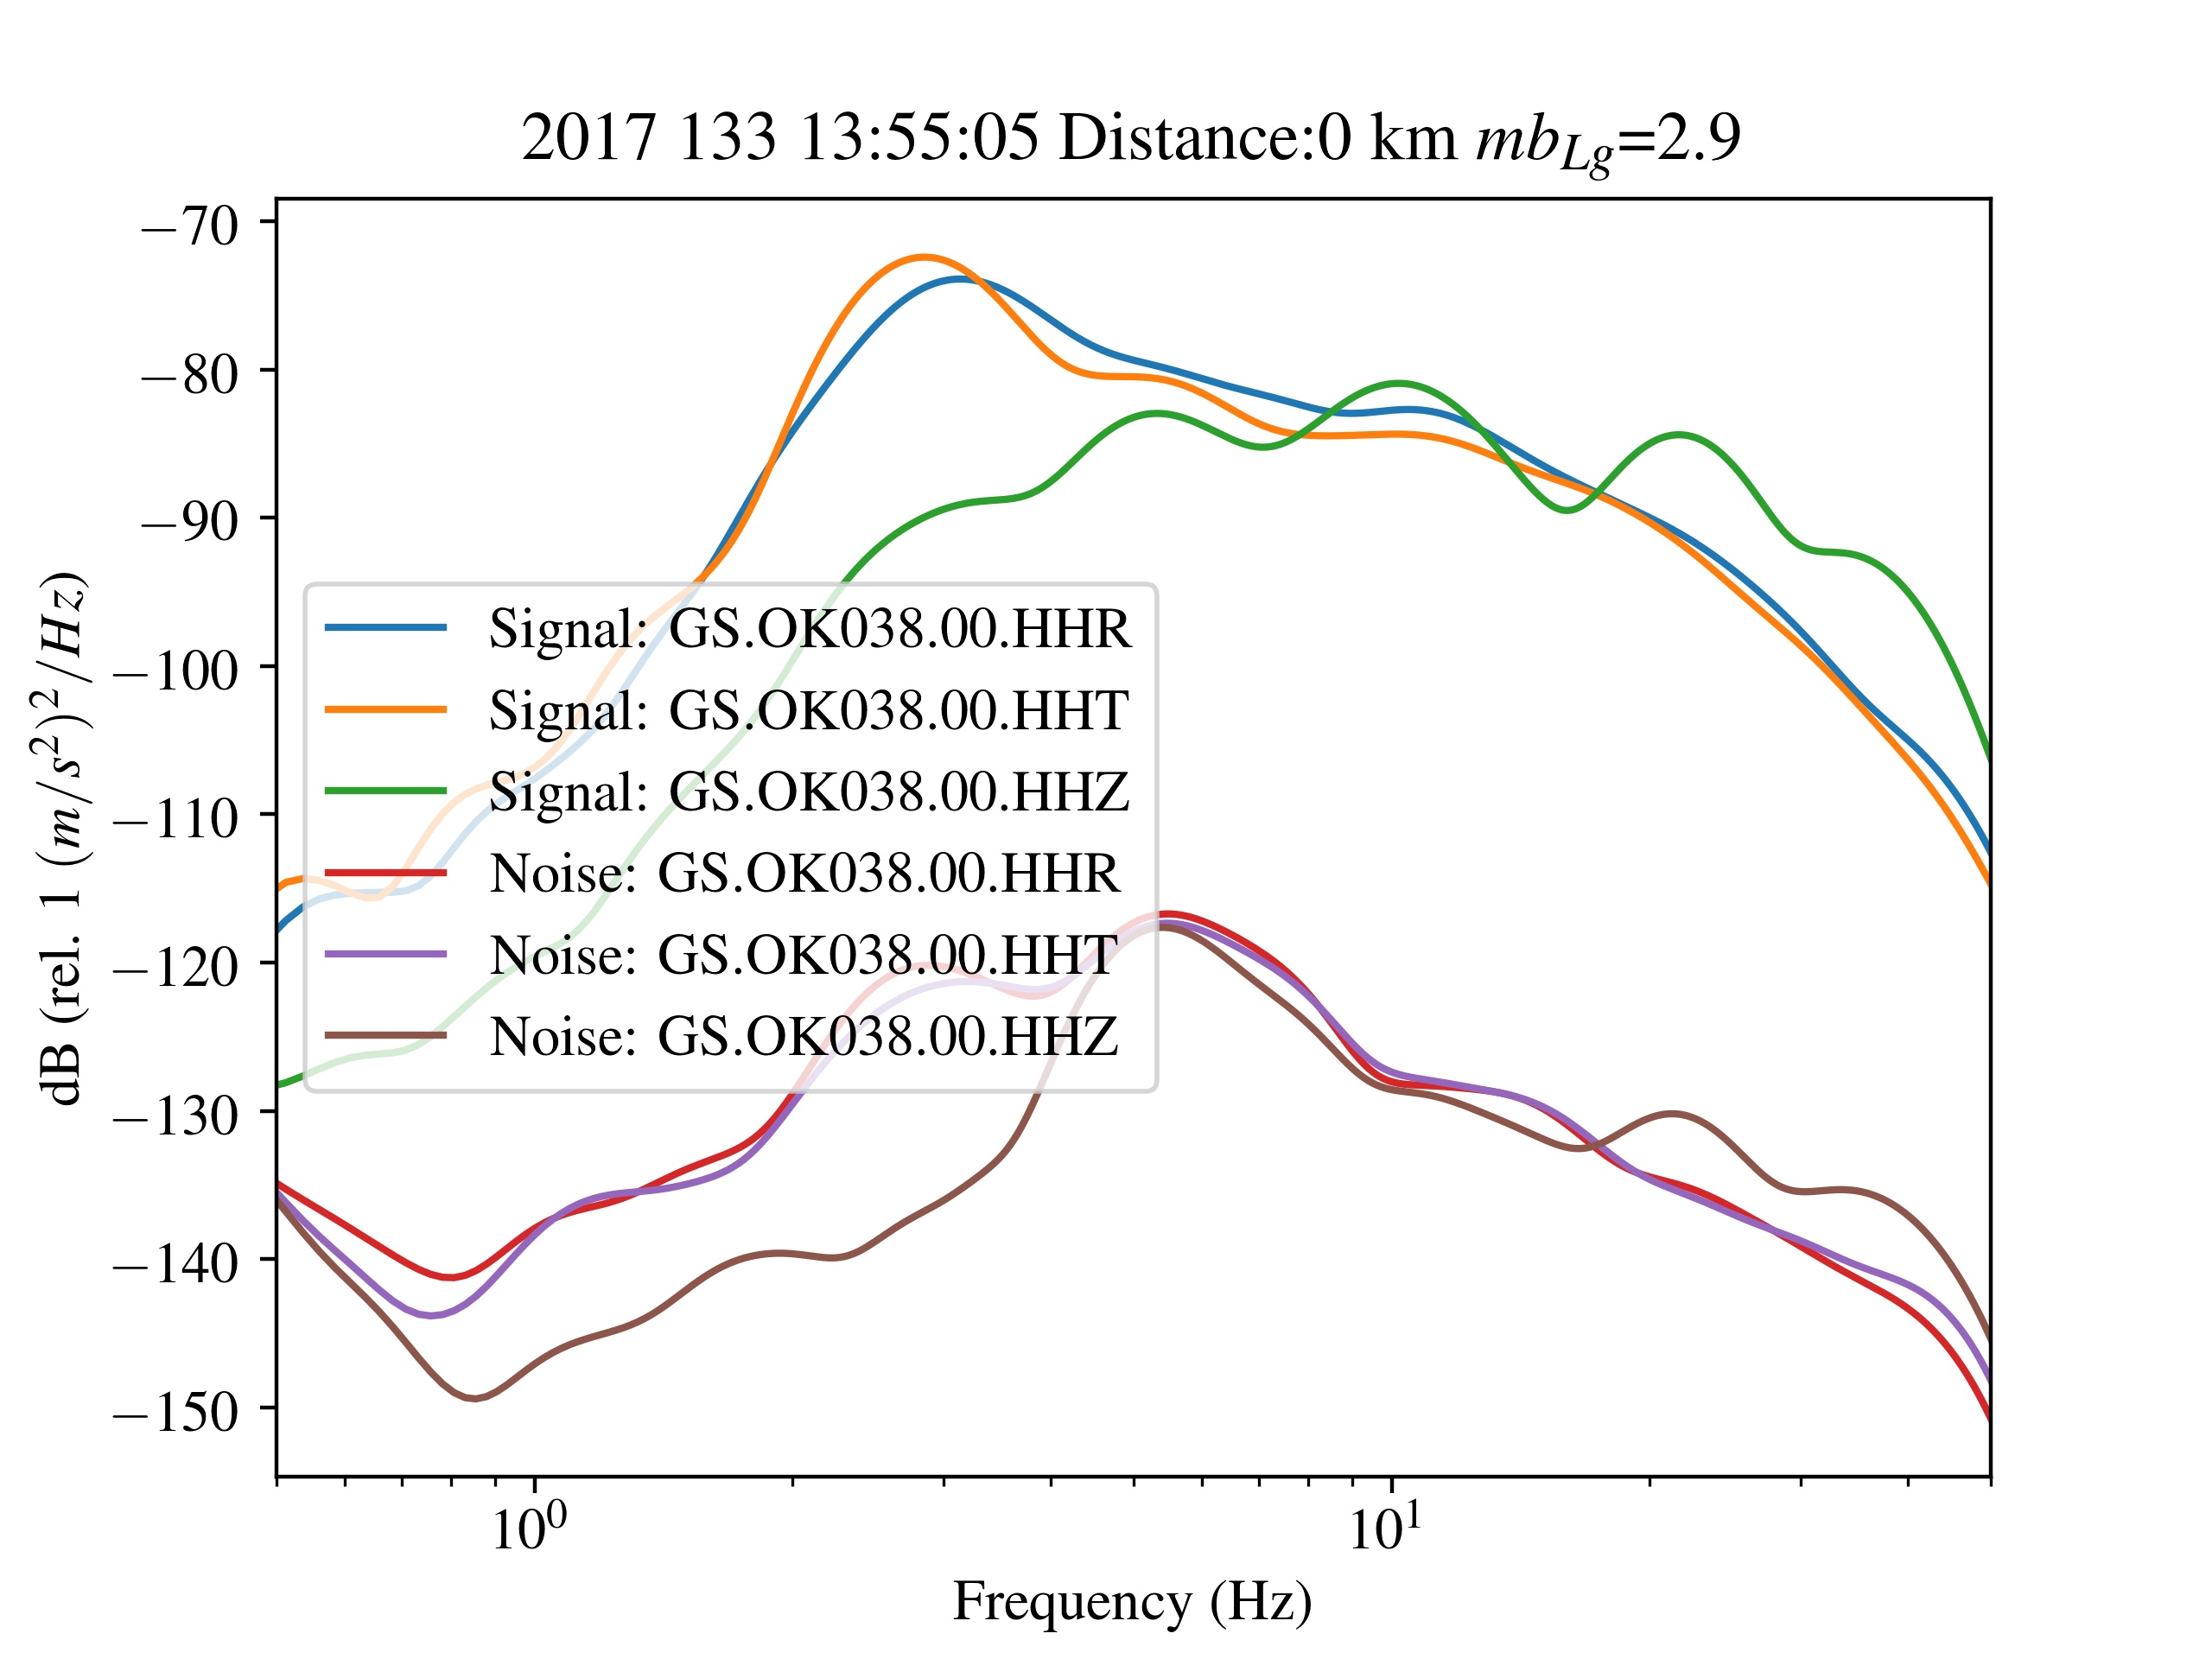 2017 133 13:55:05 Distance:0 km mb_Lg=2.9
dB (rel. 1 (m/s²)²/Hz)
−70
−80
−90
−100
−110
−120
−130
−140
−150
Signal: GS.OK038.00.HHR
Signal: GS.OK038.00.HHT
Signal: GS.OK038.00.HHZ
Noise: GS.OK038.00.HHR
Noise: GS.OK038.00.HHT
Noise: GS.OK038.00.HHZ
10⁰ 10¹
Frequency (Hz)